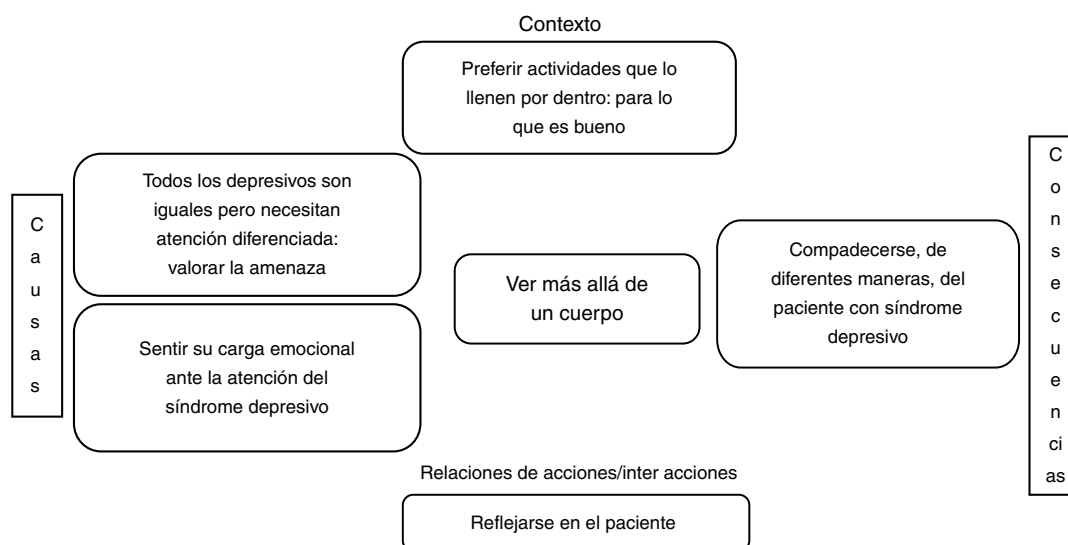 Contexto
Preferir actividades que lo
llenen por dentro: para lo
que es bueno
Causas
Todos los depresivos son
iguales pero necesitan
atención diferenciada:
valorar la amenaza
Sentir su carga emocional
ante la atención del
síndrome depresivo
Ver más allá de
un cuerpo
Compadecerse, de
diferentes maneras, del
paciente con síndrome
depresivo
Consecuencias
Relaciones de acciones/inter acciones
Reflejarse en el paciente